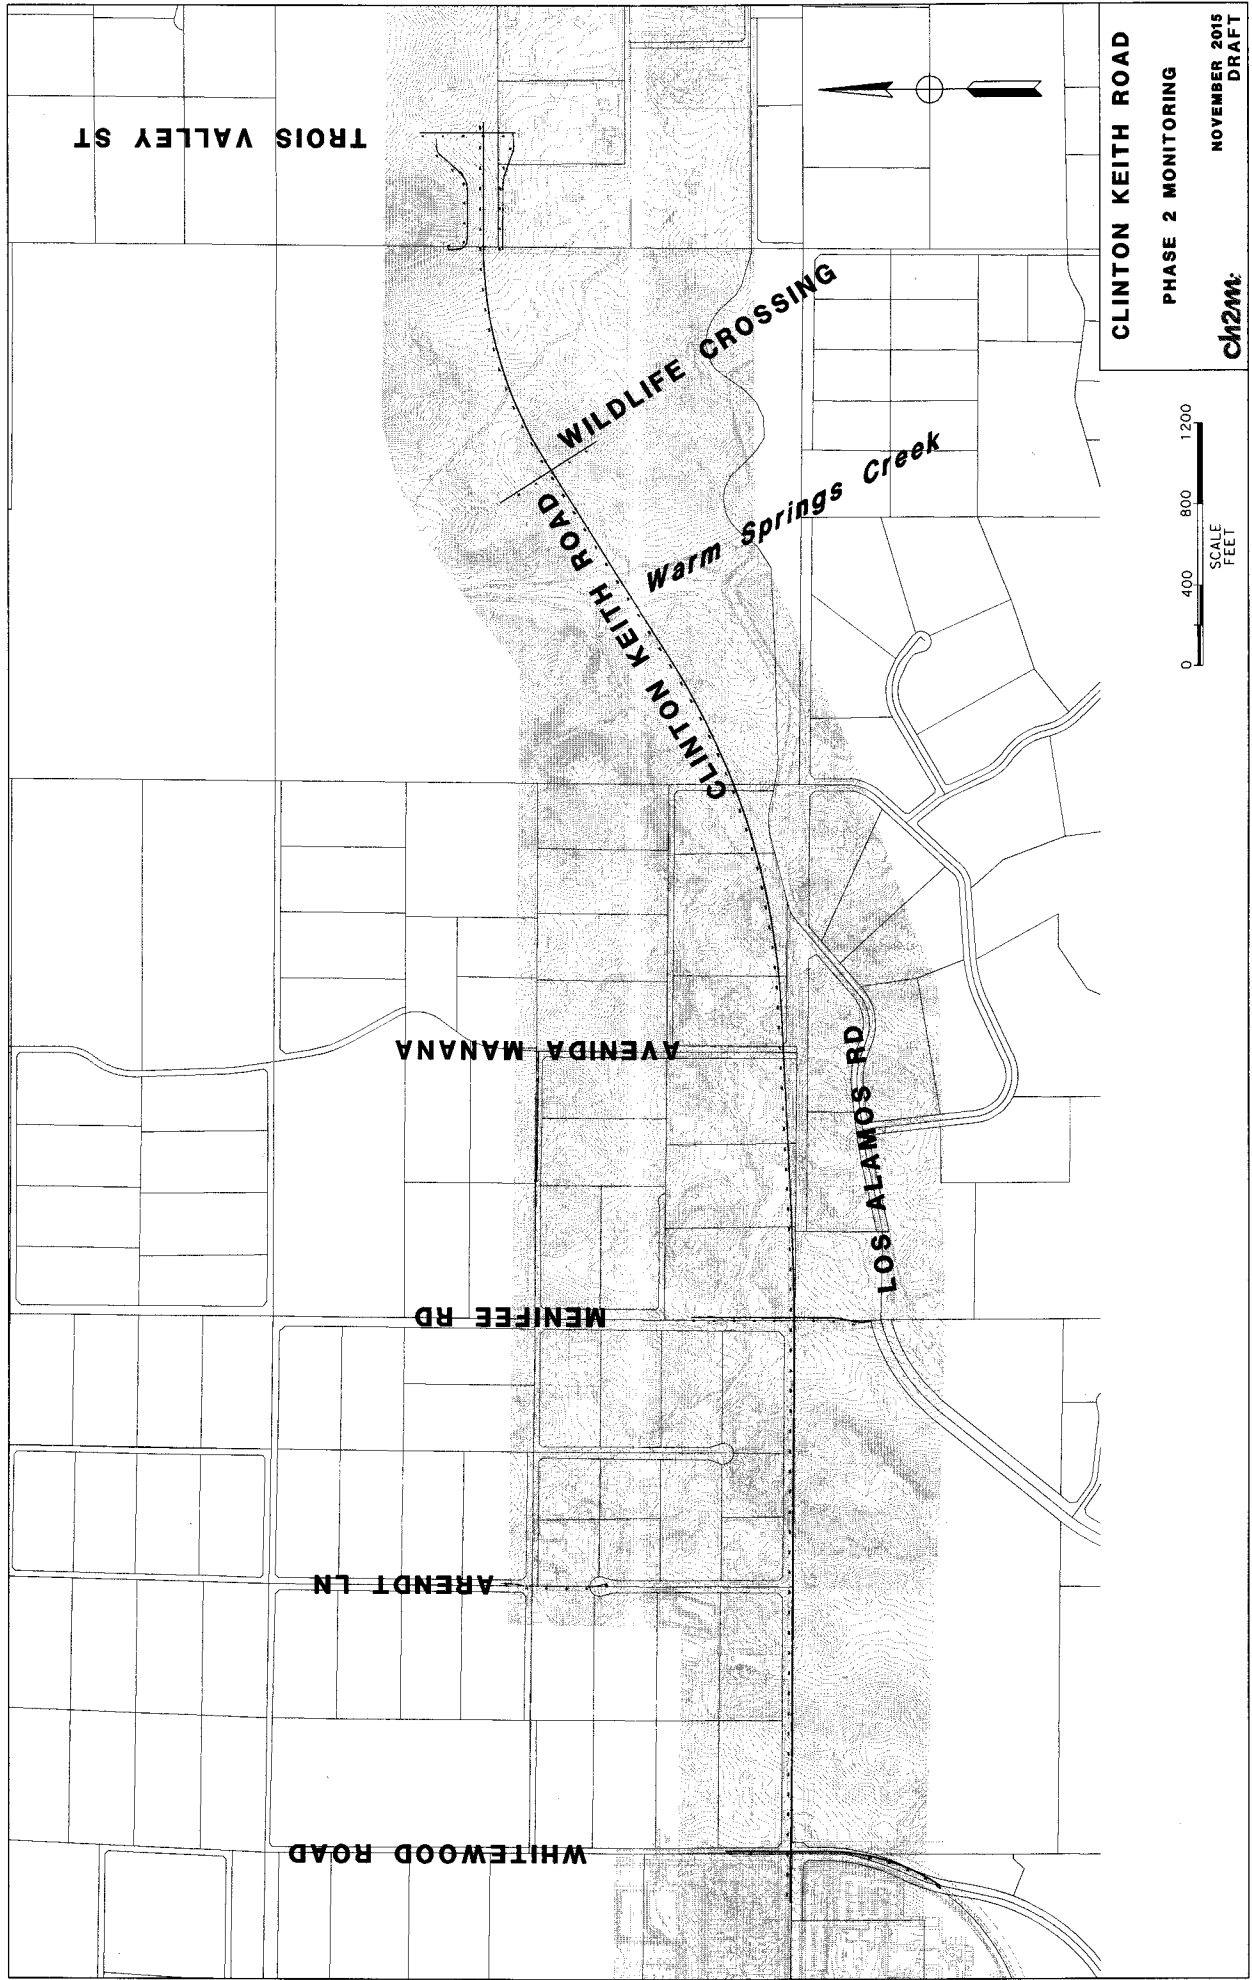 TROIS VALLEY ST
WILDLIFE CROSSING
CLINTON KEITH ROAD
Warm Springs Creek
AVENIDA MANANA
LOS ALAMOS RD
MENIFEE RD
ARENDT LN
WHITEWOOD ROAD
0 400 800 1200
SCALE
FEET
CLINTON KEITH ROAD
PHASE 2 MONITORING
NOVEMBER 2015
ch2m:
DRAFT